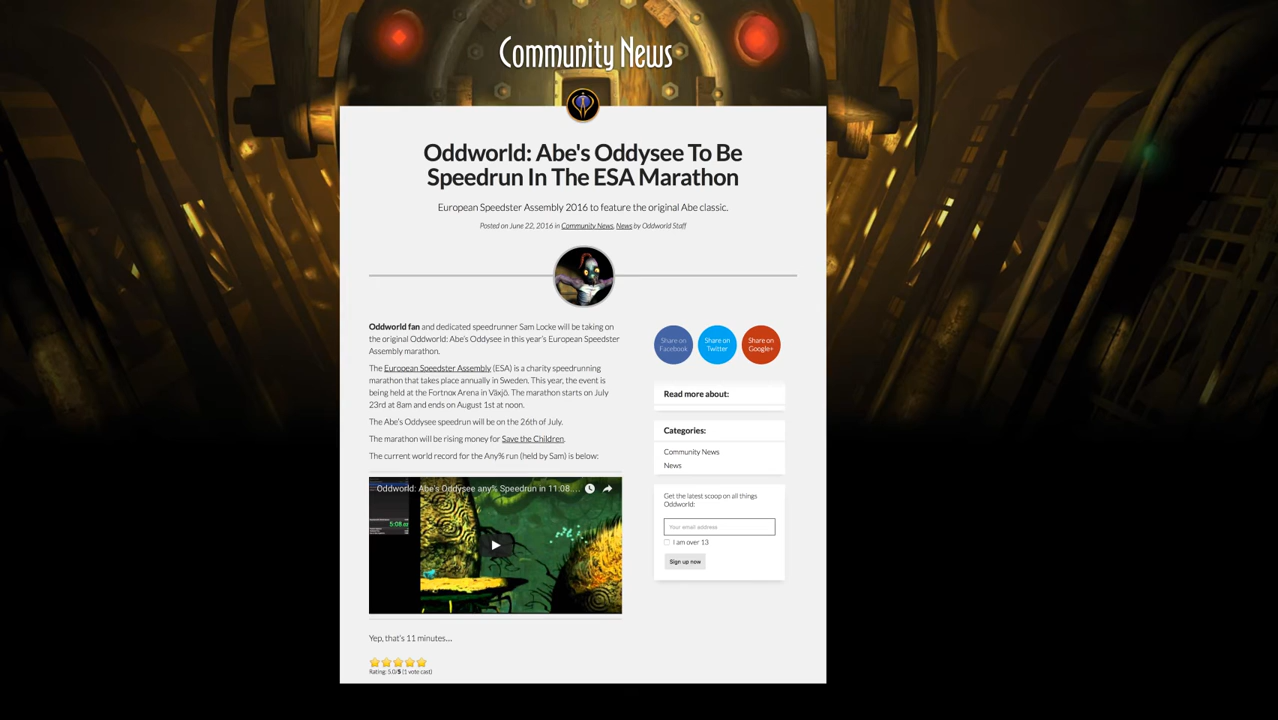 Community News
Oddworld: Abe's Oddysee To Be
Speedrun In The ESA Marathon
European Speedster Assembly 2016 to feature the original Abe classic.
Posted on June 22, 2016 in Community News, News by Oddworld Staff
Oddworld fan and dedicated speedrunner Sam Locke will be taking on
the original Oddworld: Abe's Oddysee in this year's European Speedster
Assembly marathon.
The European Speedster Assembly (ESA) is a charity speedrunning
marathon that takes place annually in Sweden. This year, the event is
being held at the Fortnox Arena in Växjö. The marathon starts on July
23rd at 8am and ends on August 1st at noon.
The Abe's Oddysee speedrun will be on the 26th of July.
The marathon will be rising money for Save the Children.
The current world record for the Any% run (held by Sam) is below:
Oddworld: Abe's Oddysee any% Speedrun in 11:08....
5:08
Yep, that's 11 minutes...
Rating: 5.0/5 (1 vote cast)
Share on
Facebook
Share on
Twitter
Share on
Google+
Read more about:
Categories:
Community News
News
Get the latest scoop on all things
Oddworld:
Your email address
I am over 13
Sign up now